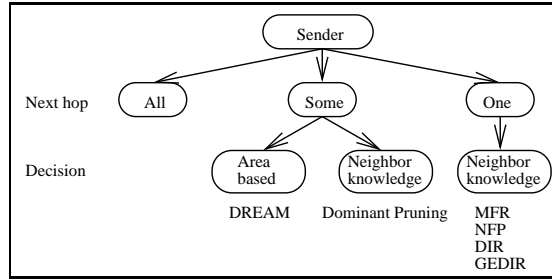 Sender
Next hop
All
Some
One
Decision
Area
based
Neighbor
knowledge
Neighbor
knowledge
DREAM
Dominant Pruning
MFR
NFP
DIR
GEDIR